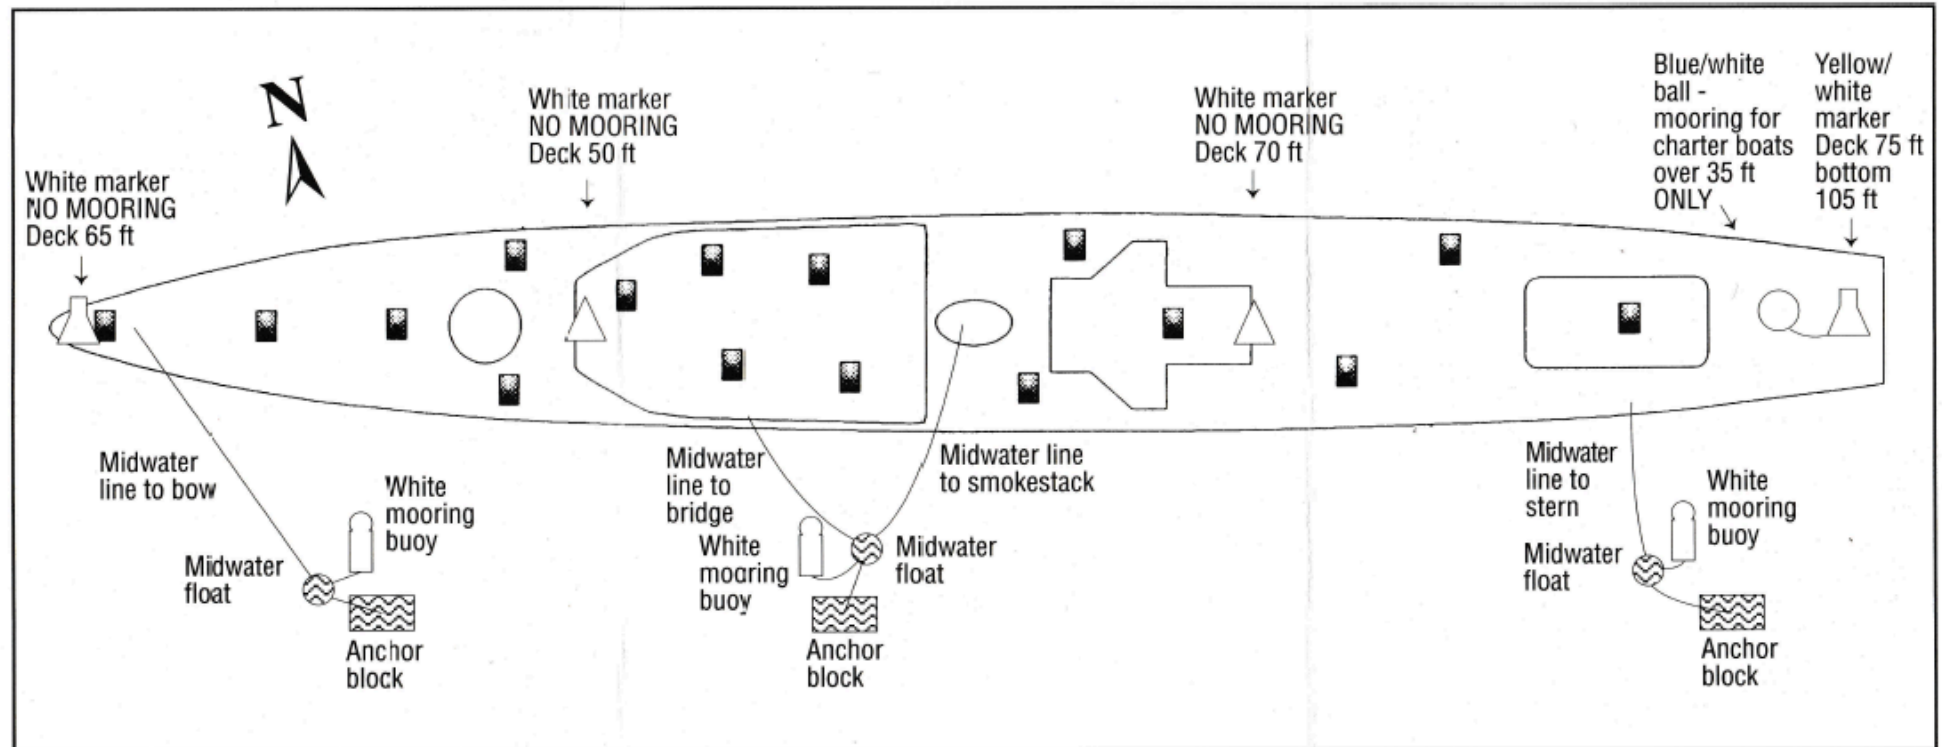 N
White marker
NO MOORING
Deck 65 ft
White marker
NO MOORING
Deck 50 ft
White marker
NO MOORING
Deck 70 ft
Blue/white
ball -
mooring for
charter boats
over 35 ft
ONLY
Yellow/
white
marker
Deck 75 ft
bottom
105 ft
Midwater
line to bow
White
mooring
buoy
Midwater
float
Anchor
block
Midwater
line to
bridge
Midwater line
to smokestack
White
mooring
buoy
Midwater
float
Anchor
block
Midwater
line to
stern
White
mooring
buoy
Midwater
float
Anchor
block